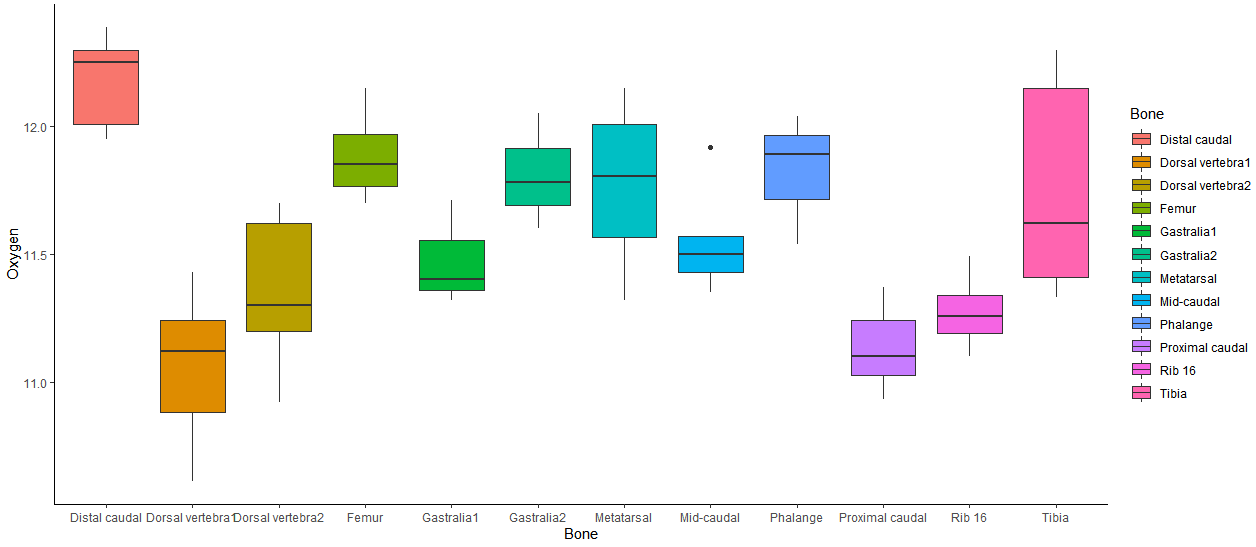 Oxygen
12.0
11.5
11.0
Distal caudal Dorsal vertebra1 Dorsal vertebra2 Femur Gastralia1 Gastralia2 Metatarsal Mid-caudal Phalange Proximal caudal Rib 16 Tibia
Bone
Bone
Distal caudal
Dorsal vertebra1
Dorsal vertebra2
Femur
Gastralia1
Gastralia2
Metatarsal
Mid-caudal
Phalange
Proximal caudal
Rib 16
Tibia